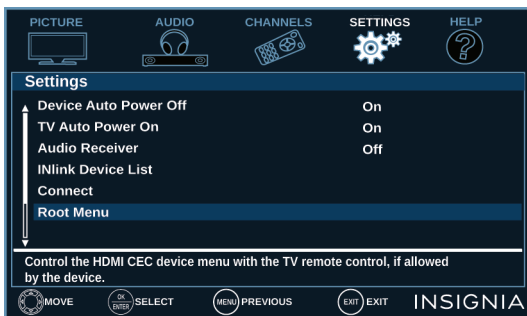 PICTURE AUDIO CHANNELS SETTINGS HELP
Settings
Device Auto Power Off On
TV Auto Power On On
Audio Receiver Off
INlink Device List
Connect
Root Menu
Control the HDMI CEC device menu with the TV remote control, if allowed
by the device.
MOVE OK ENTER SELECT MENU PREVIOUS EXIT EXIT INSIGNIA